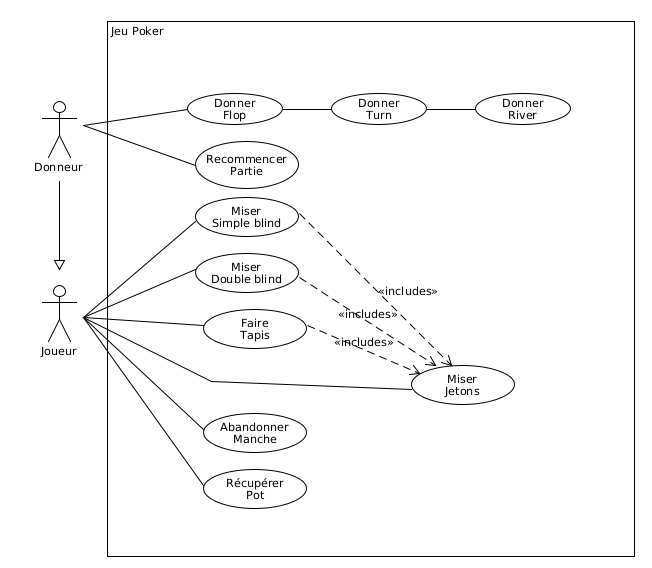 Jeu Poker
Donner
Flop
Donner
Turn
Donner
River
Donneur
Recommencer
Partie
Miser
Simple blind
Miser
Double blind
«includes»
«includes»
Faire
Tapis
«includes»
Joueur
Miser
Jetons
Abandonner
Manche
Récupérer
Pot